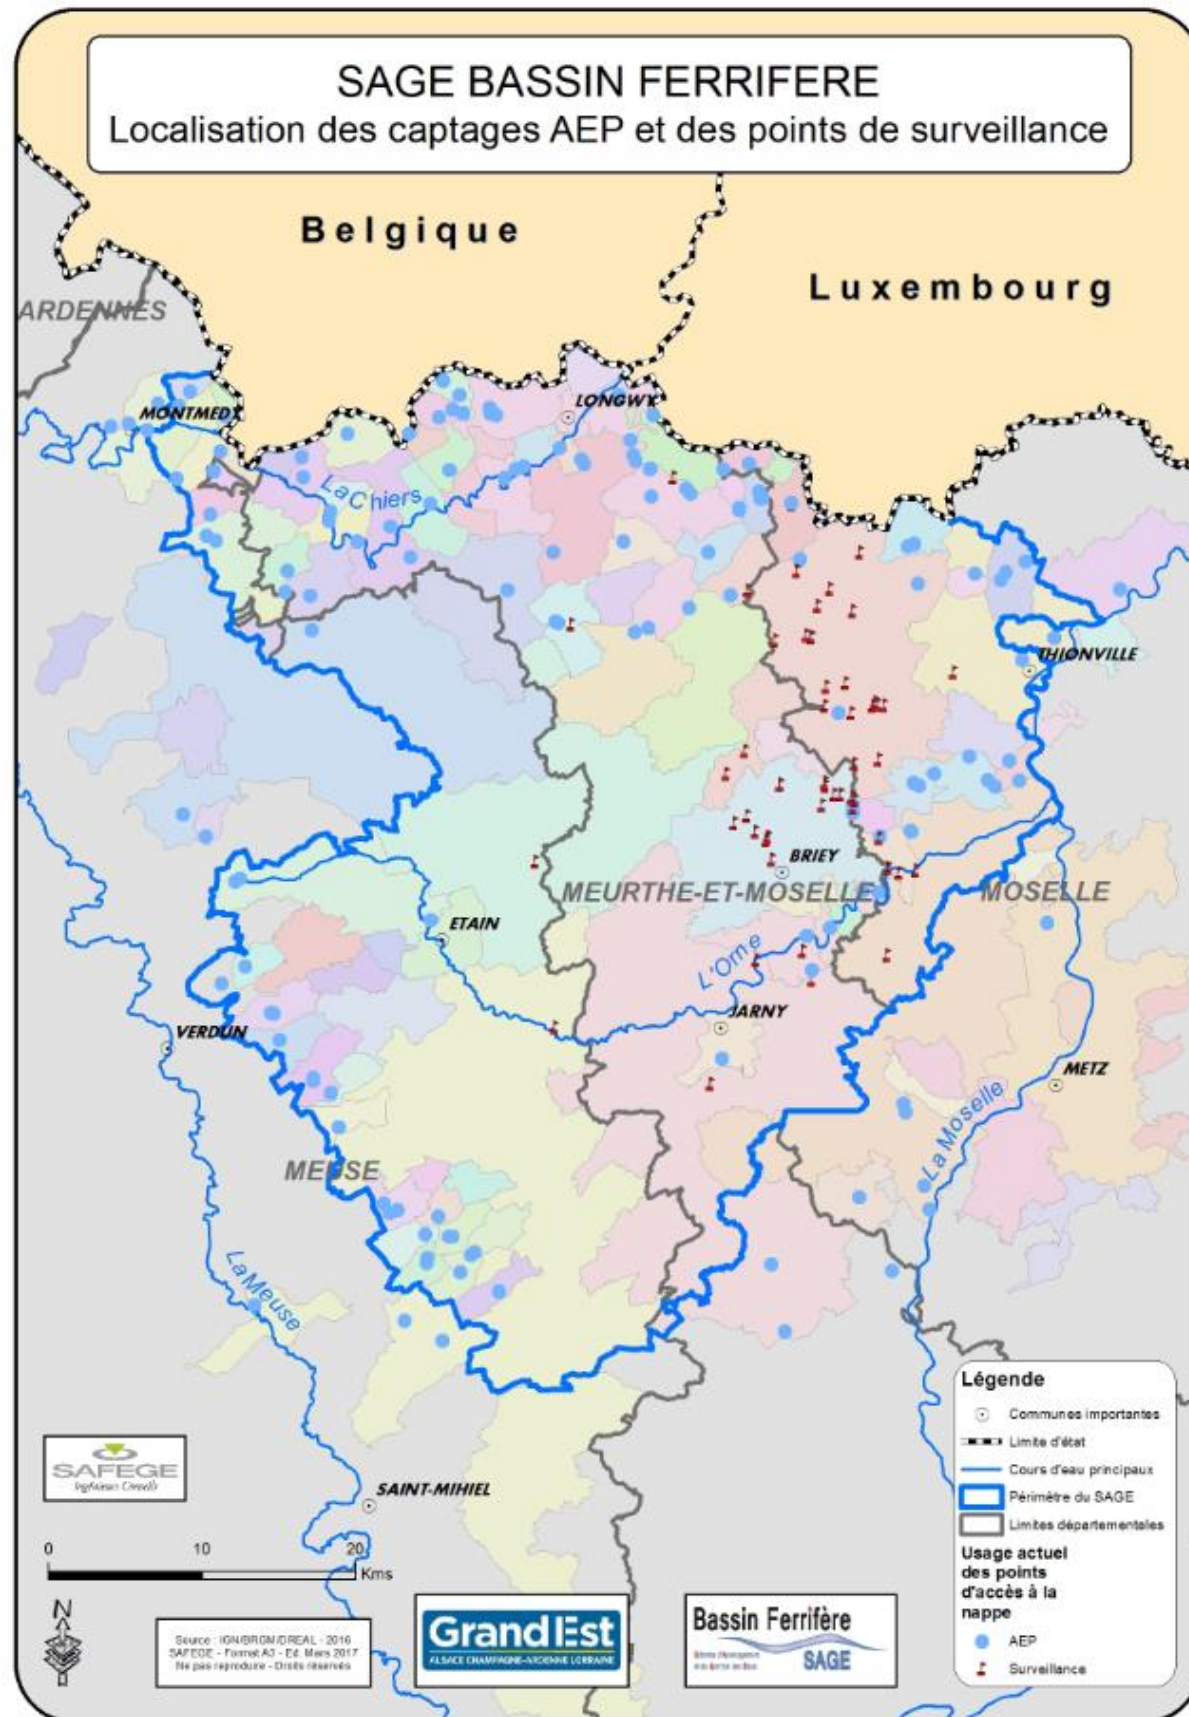 SAGE BASSIN FERRIFERE
Localisation des captages AEP et des points de surveillance
Belgique
Luxembourg
ARDENNES
MONTMEDY
LONGWY
La Chiers
THIONVILLE
BRIEY
MEURTHE-ET-MOSELLE
MOSELLE
ETAIN
L'Orne
JARNY
VERDUN
METZ
La Moselle
MEUSE
La Meuse
SAINT-MIHIEL
Légende
Communes importantes
Limite d'état
Cours d'eau principaux
Périmètre du SAGE
Limites départementales
Usage actuel
des points
d'accès à la
nappe
AEP
Surveillance
SAFEGE
Ingénieurs Conseils
0 10 20
Kms
N
Source : IGN/BRGM/DREAL - 2016
SAFEGE - Format A3 - Ed. Mars 2017
Ne pas reproduire - Droits réservés
Grand Est
ALSACE CHAMPAGNE-ARDENNE LORRAINE
Bassin Ferrifère
SAGE